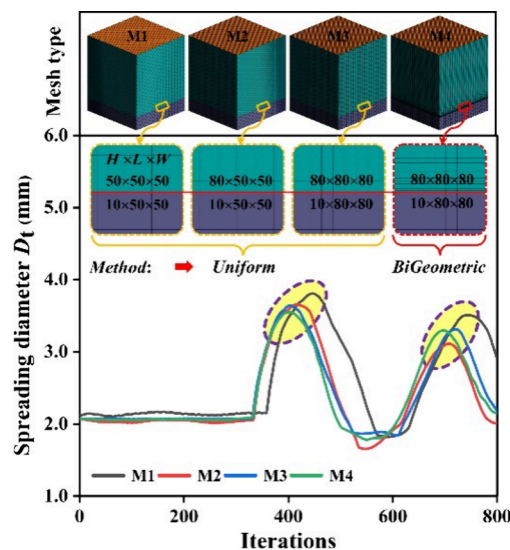 Mesh type
M1 M2 M3 M4
H ×L ×W
50×50×50 80×50×50 80×80×80 80×80×80
10×50×50 10×50×50 10×80×80 10×80×80
Method: Uniform BiGeometric
Spreading diameter Dt (mm)
6.0
5.0
4.0
3.0
2.0
1.0
M1 M2 M3 M4
0 200 400 600 800
Iterations